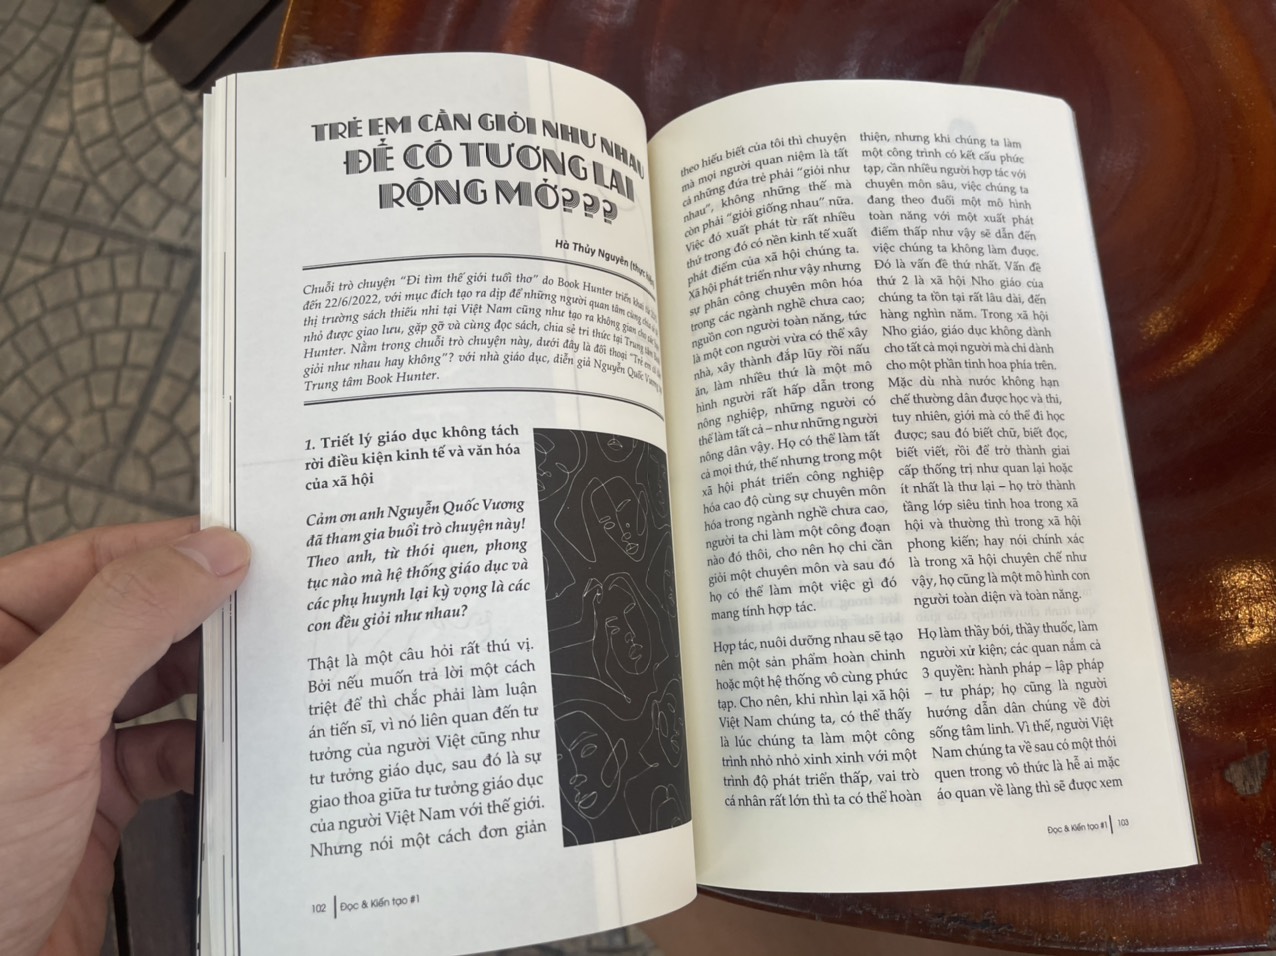 TRẺ EM CẦN GIỎI NHƯ NHAU
ĐỂ CÓ TƯƠNG LAI
RỘNG MỞ???
Hà Thủy Nguyên (thực
Chuỗi trò chuyện “Đi tìm thế giới tuổi thơ” do Book Hunter triển khai
đến 22/6/2022, với mục đích tạo ra dịp để những người quan tâm cùng
thị trường sách thiếu nhi tại Việt Nam cũng như tạo ra không gian cho
nhỏ được giao lưu, gặp gỡ và cùng đọc sách, chia sẻ tri thức tại Trung tâm
Hunter. Nằm trong chuỗi trò chuyện này, dưới đây là đối thoại “Trẻ em
giỏi như nhau hay không”? với nhà giáo dục, diễn giả Nguyễn Quốc Vương
Trung tâm Book Hunter.
1. Triết lý giáo dục không tách
rời điều kiện kinh tế và văn hóa
của xã hội
Cảm ơn anh Nguyễn Quốc Vương
đã tham gia buổi trò chuyện này!
Theo anh, từ thói quen, phong
tục nào mà hệ thống giáo dục và
các phụ huynh lại kỳ vọng là các
con đều giỏi như nhau?
Thật là một câu hỏi rất thú vị.
Bởi nếu muốn trả lời một cách
triệt để thì chắc phải làm luận
án tiến sĩ, vì nó liên quan đến tư
tưởng của người Việt cũng như
tư tưởng giáo dục, sau đó là sự
giao thoa giữa tư tưởng giáo dục
của người Việt Nam với thế giới.
Nhưng nói một cách đơn giản
102 | Đọc & Kiến tạo #1
theo hiểu biết của tôi thì chuyện
mà mọi người quan niệm là tất
cả những đứa trẻ phải “giỏi như
nhau”, không những thế mà
còn phải “giỏi giống nhau” nữa.
Việc đó xuất phát từ rất nhiều
thứ trong đó có nền kinh tế xuất
phát điểm của xã hội chúng ta.
Xã hội phát triển như vậy nhưng
sự phân công chuyên môn hóa
trong các ngành nghề chưa cao;
nguồn con người toàn năng, tức
là một con người vừa có thể xây
nhà, xây thành đắp lũy rồi nấu
ăn, làm nhiều thứ là một mô
hình người rất hấp dẫn trong
nông nghiệp, những người có
thể làm tất cả – như những người
nông dân vậy. Họ có thể làm tất
cả mọi thứ, thế nhưng trong một
xã hội phát triển công nghiệp
hóa cao độ cùng sự chuyên môn
hóa trong ngành nghề chưa cao,
người ta chỉ làm một công đoạn
nào đó thôi, cho nên họ chỉ cần
giỏi một chuyên môn và sau đó
họ có thể làm một việc gì đó
mang tính hợp tác.
Hợp tác, nuôi dưỡng nhau sẽ tạo
nên một sản phẩm hoàn chỉnh
hoặc một hệ thống vô cùng phức
tạp. Cho nên, khi nhìn lại xã hội
Việt Nam chúng ta, có thể thấy
là lúc chúng ta làm một công
trình nhỏ nhỏ xinh xinh với một
trình độ phát triển thấp, vai trò
cá nhân rất lớn thì ta có thể hoàn
thiện, nhưng khi chúng ta làm
một công trình có kết cấu phức
tạp, cần nhiều người hợp tác với
chuyên môn sâu, việc chúng ta
đang theo đuổi một mô hình
toàn năng với một xuất phát
điểm thấp như vậy sẽ dẫn đến
việc chúng ta không làm được.
Đó là vấn đề thứ nhất. Vấn đề
thứ 2 là xã hội Nho giáo của
chúng ta tồn tại rất lâu dài, đến
hàng nghìn năm. Trong xã hội
Nho giáo, giáo dục không dành
cho tất cả mọi người mà chỉ dành
cho một phần tinh hoa phía trên.
Mặc dù nhà nước không hạn
chế thường dân được học và thi,
tuy nhiên, giới mà có thể đi học
được; sau đó biết chữ, biết đọc,
biết viết, rồi để trở thành giai
cấp thống trị như quan lại hoặc
ít nhất là thư lại – họ trở thành
tầng lớp siêu tinh hoa trong xã
hội và thường thì trong xã hội
phong kiến; hay nói chính xác
là trong xã hội chuyên chế như
vậy, họ cũng là một mô hình con
người toàn diện và toàn năng.
Họ làm thầy bói, thầy thuốc, làm
người xử kiện; các quan nắm cả
3 quyền: hành pháp – lập pháp
– tư pháp; họ cũng là người
hướng dẫn dân chúng về đời
sống tâm linh. Vì thế, người Việt
Nam chúng ta về sau có một thói
quen trong vô thức là hễ ai mặc
áo quan về làng thì sẽ được xem
Đọc & Kiến tạo #1 | 103